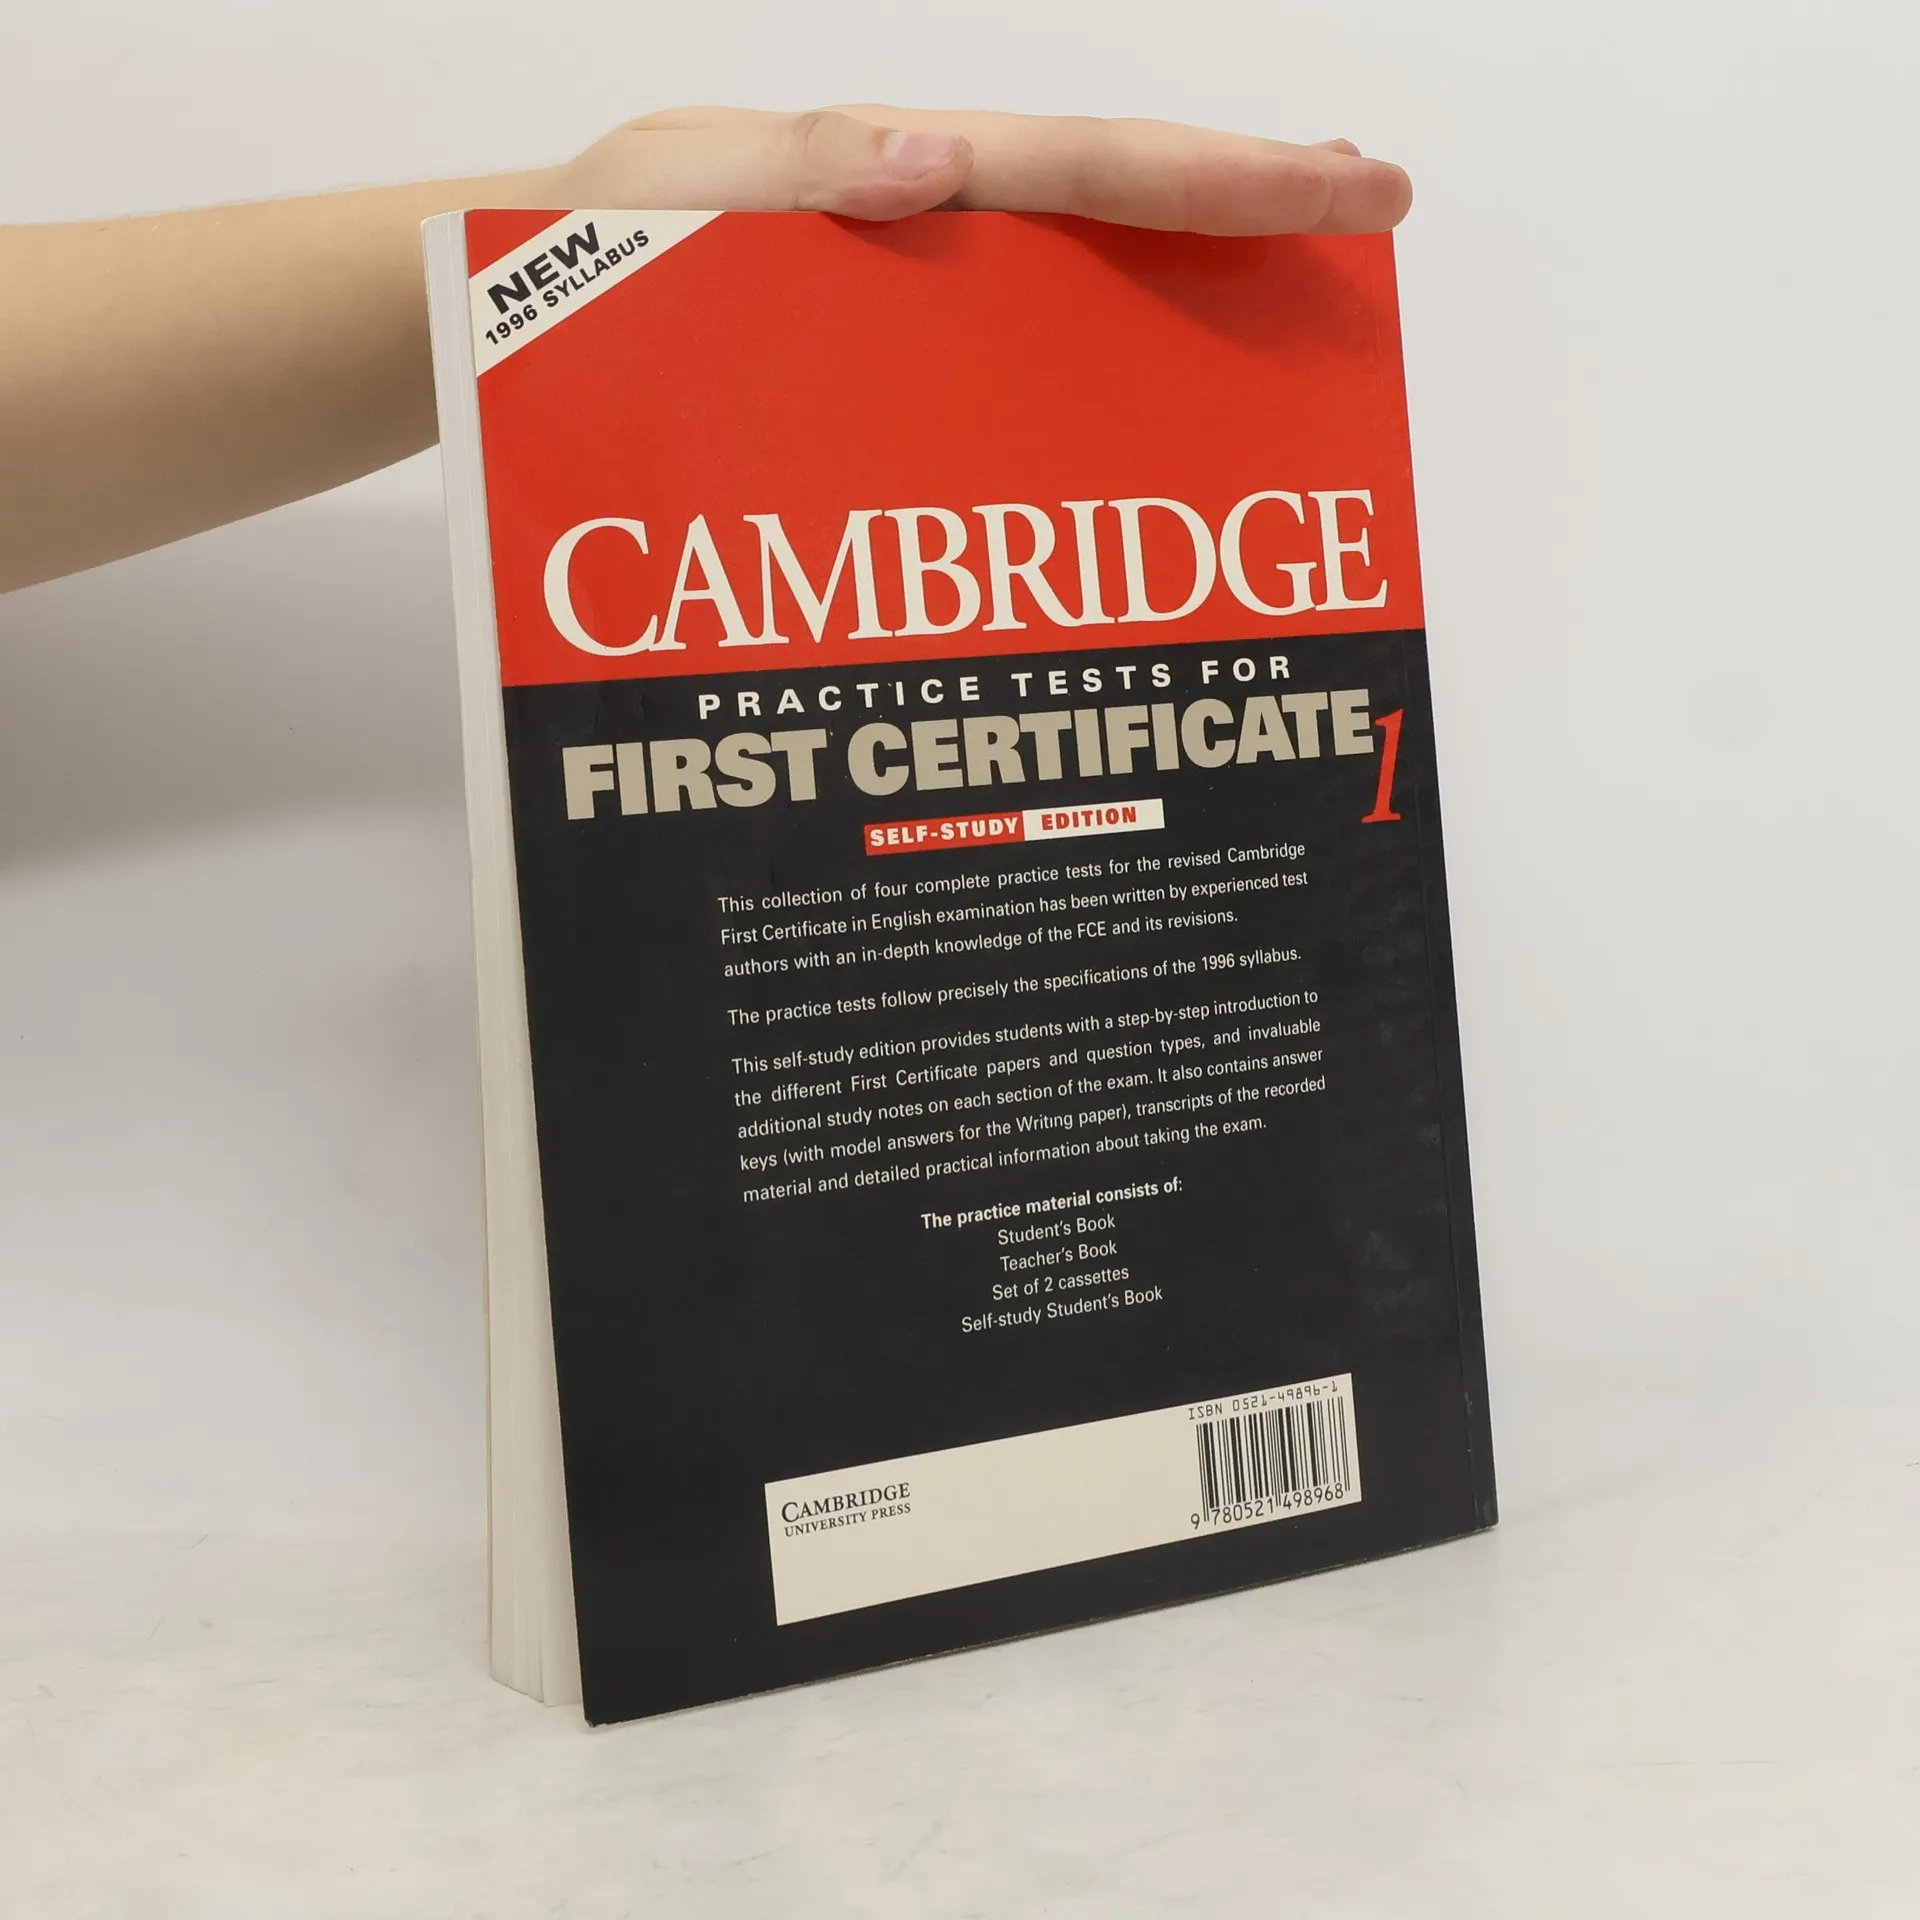 NEW
1996 SYLLABUS
CAMBRIDGE
PRACTICE TESTS FOR
FIRST CERTIFICATE 1
SELF-STUDY EDITION
This collection of four complete practice tests for the revised Cambridge
First Certificate in English examination has been written by experienced test
authors with an in-depth knowledge of the FCE and its revisions.
The practice tests follow precisely the specifications of the 1996 syllabus.
This self-study edition provides students with a step-by-step introduction to
the different First Certificate papers and question types, and invaluable
additional study notes on each section of the exam. It also contains answer
keys (with model answers for the Writing paper), transcripts of the recorded
material and detailed practical information about taking the exam.
The practice material consists of:
Student's Book
Teacher's Book
Set of 2 cassettes
Self-study Student's Book
ISBN 0521-49896-1
CAMBRIDGE
UNIVERSITY PRESS
9 780521 498968